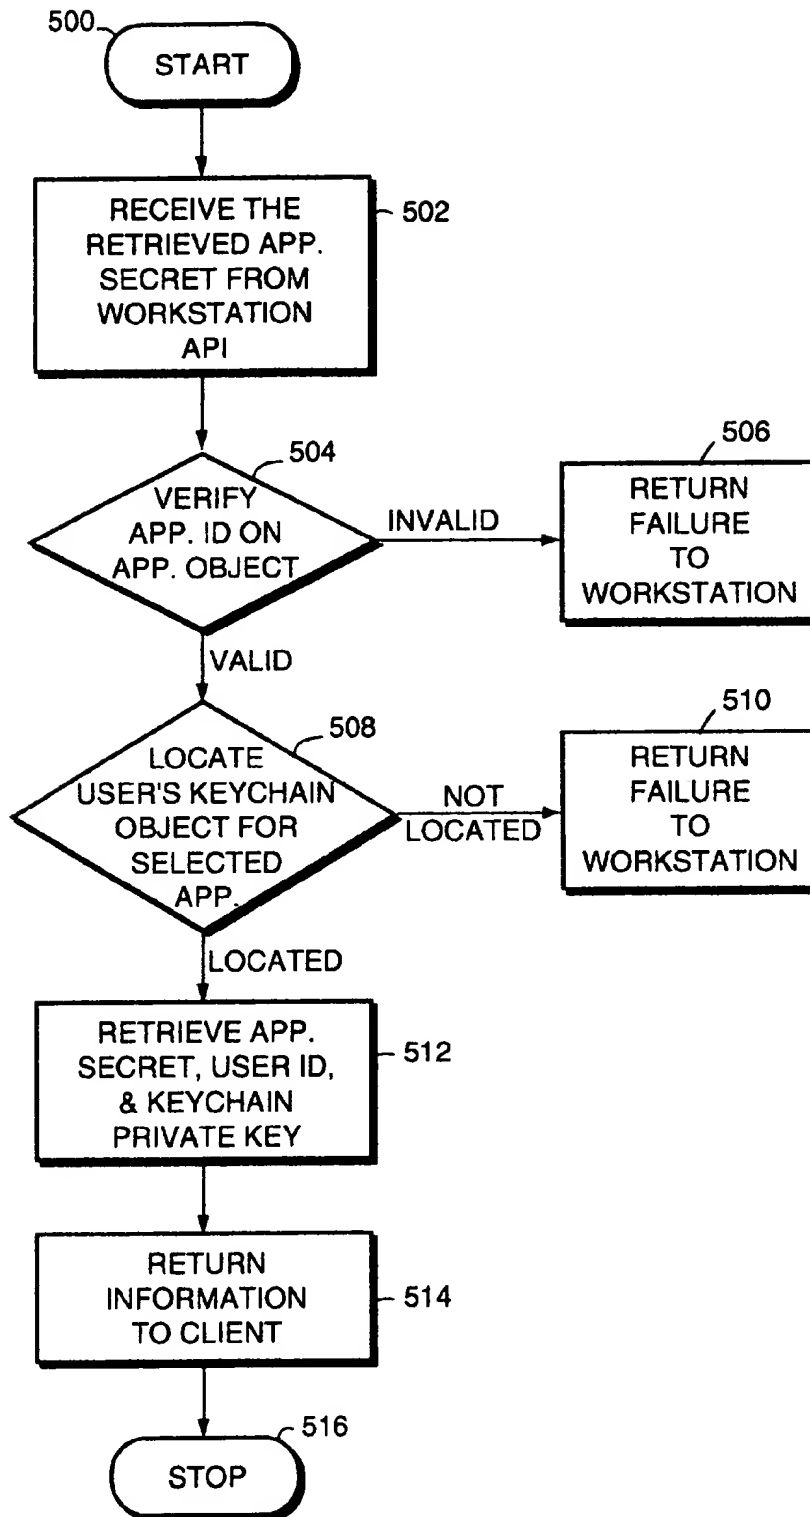 500
START
RECEIVE THE
RETRIEVED APP.
SECRET FROM
WORKSTATION
API
502
504
VERIFY
APP. ID ON
APP. OBJECT
INVALID
506
RETURN
FAILURE
TO
WORKSTATION
VALID
508
LOCATE
USER'S KEYCHAIN
OBJECT FOR
SELECTED
APP.
NOT
LOCATED
510
RETURN
FAILURE
TO
WORKSTATION
LOCATED
RETRIEVE APP.
SECRET, USER ID,
& KEYCHAIN
PRIVATE KEY
512
RETURN
INFORMATION
TO CLIENT
514
516
STOP